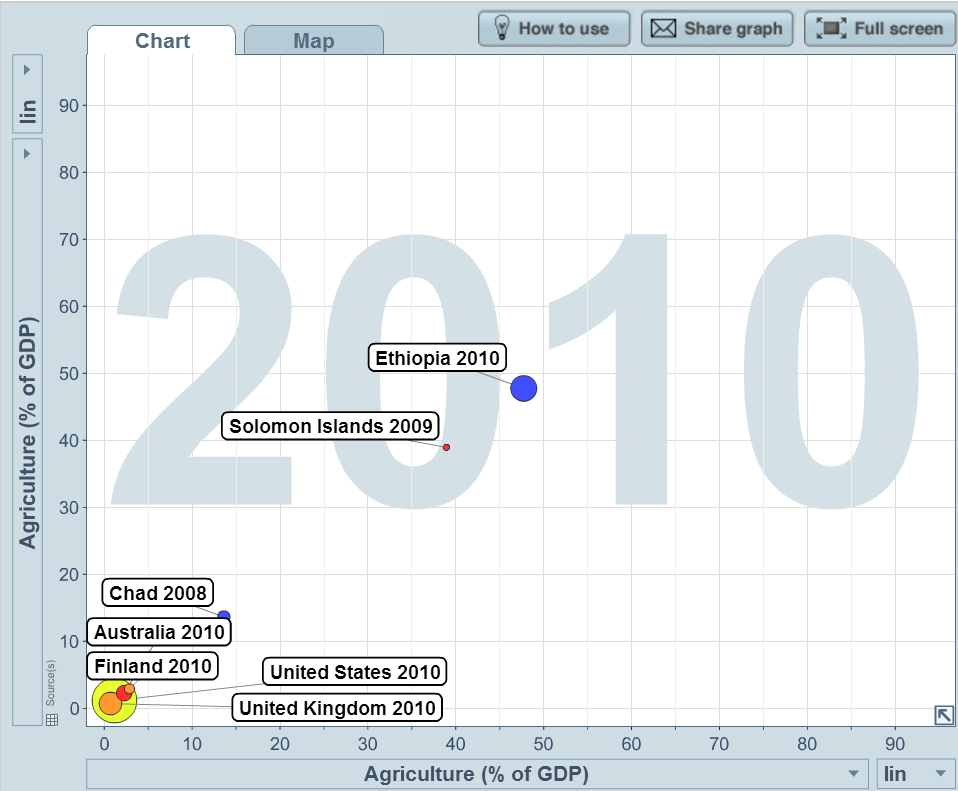 Chart
Map
How to use
Share graph
Full screen
lin
Agriculture (% of GDP)
Source(s)
2010
90
80
70
60
50
40
30
20
10
0
Ethiopia 2010
Solomon Islands 2009
Chad 2008
Australia 2010
Finland 2010
United States 2010
United Kingdom 2010
0 10 20 30 40 50 60 70 80 90
Agriculture (% of GDP)
lin